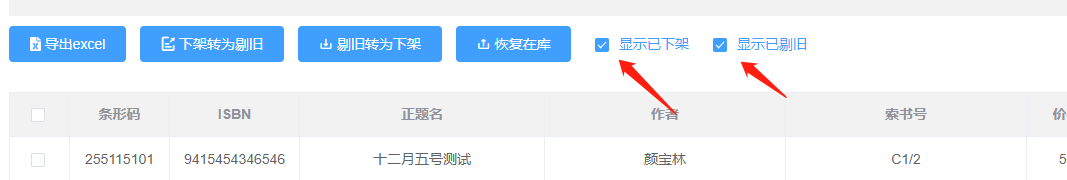 导出excel 下架转为剔旧 剔旧转为下架 恢复在库 显示已下架 显示已剔旧
条形码 ISBN 正题名 作者 索书号 价
255115101 9415454346546 十二月五号测试 颜宝林 C1/2 5